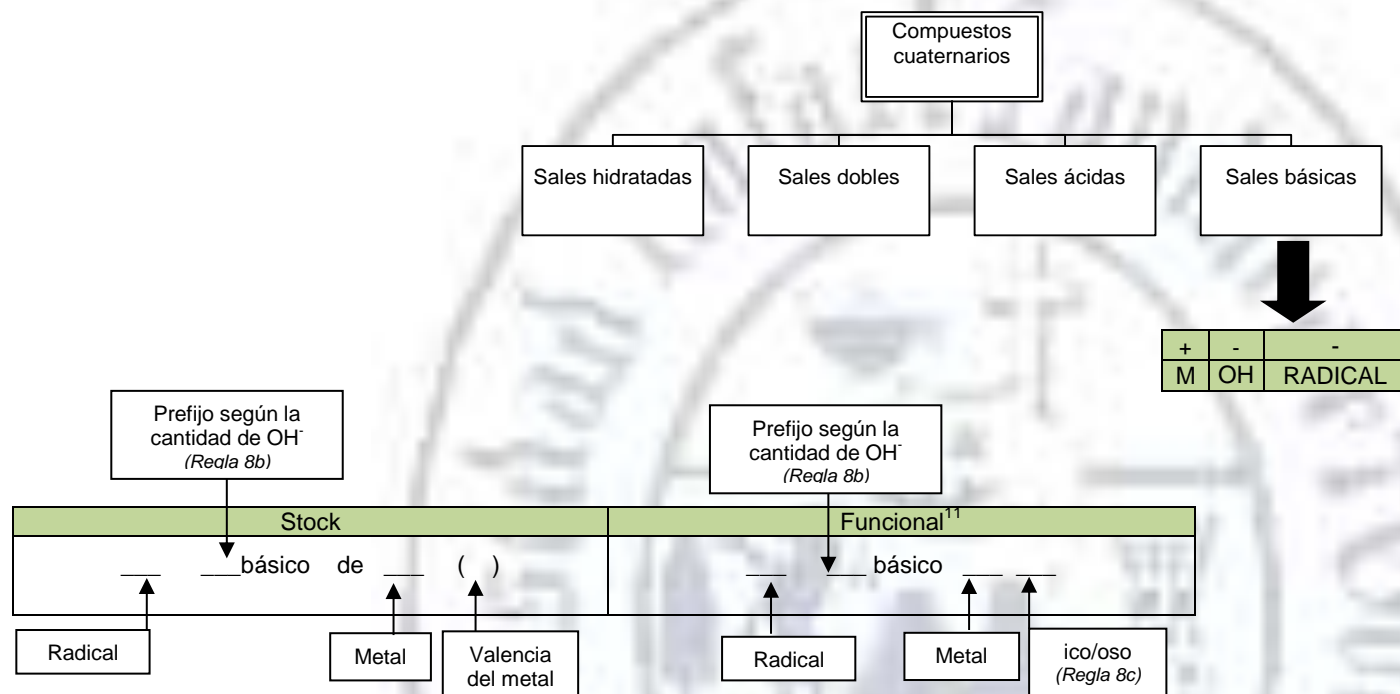 Compuestos
cuaternarios
Sales hidratadas
Sales dobles
Sales ácidas
Sales básicas
+ - -
M OH RADICAL
Prefijo según la
cantidad de OH-
(Regla 8b)
Prefijo según la
cantidad de OH-
(Regla 8b)
Stock
Funcional11
___ ___básico de ___ ( )
___ ___ básico ___ ___
Radical
Metal
Valencia
del metal
Radical
Metal
ico/oso
(Regla 8c)